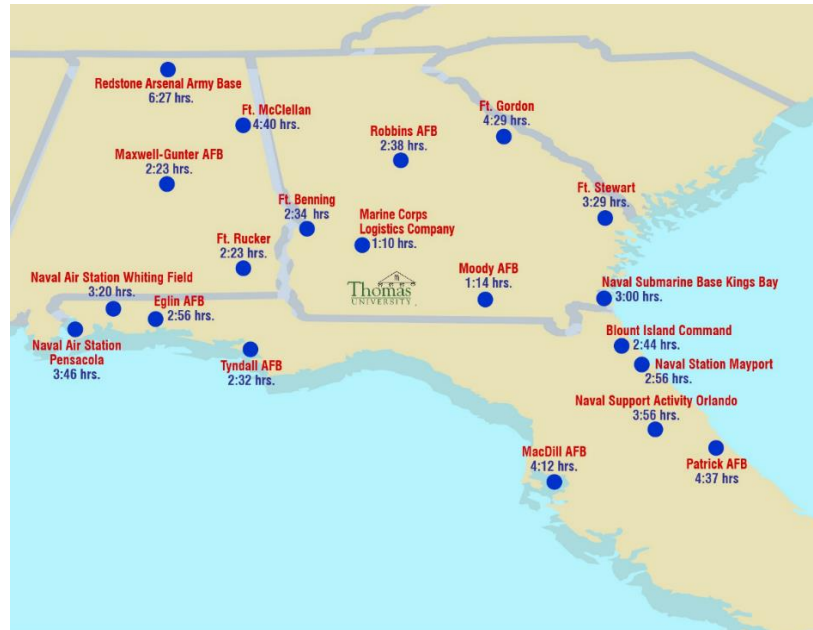 Redstone Arsenal Army Base
6:27 hrs.
Ft. McClellan
4:40 hrs.
Ft. Gordon
4:29 hrs.
Robbins AFB
2:38 hrs.
Maxwell-Gunter AFB
2:23 hrs.
Ft. Benning
2:34 hrs
Ft. Stewart
3:29 hrs.
Marine Corps
Logistics Company
1:10 hrs.
Ft. Rucker
2:23 hrs.
Moody AFB
1:14 hrs.
Thomas
UNIVERSITY
Naval Air Station Whiting Field
3:20 hrs.
Eglin AFB
2:56 hrs.
Naval Submarine Base Kings Bay
3:00 hrs.
Naval Air Station
Pensacola
3:46 hrs.
Tyndall AFB
2:32 hrs.
Blount Island Command
2:44 hrs.
Naval Station Mayport
2:56 hrs.
Naval Support Activity Orlando
3:56 hrs.
MacDill AFB
4:12 hrs.
Patrick AFB
4:37 hrs